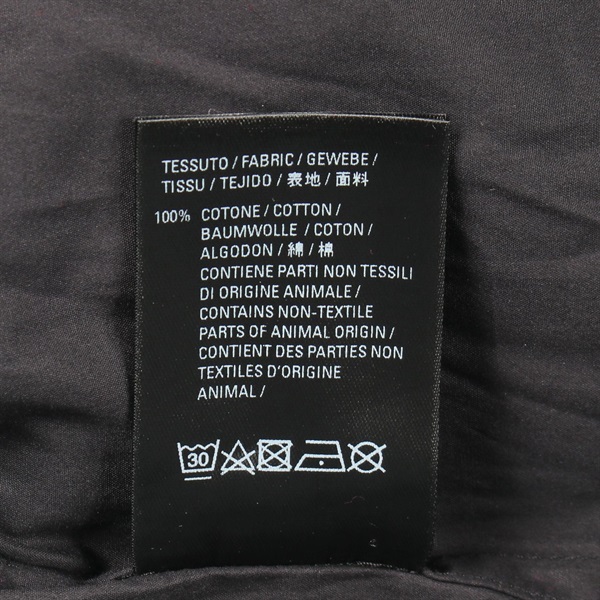 TESSUTO / FABRIC / GEWEBE /
TISSU / TEJIDO / 表地 / 面料
100% COTONE / COTTON /
BAUMWOLLE / COTON /
ALGODON / 綿 / 棉
CONTIENE PARTI NON TESSILI
DI ORIGINE ANIMALE /
CONTAINS NON-TEXTILE
PARTS OF ANIMAL ORIGIN /
CONTIENT DES PARTIES NON
TEXTILES D'ORIGINE
ANIMAL /
30